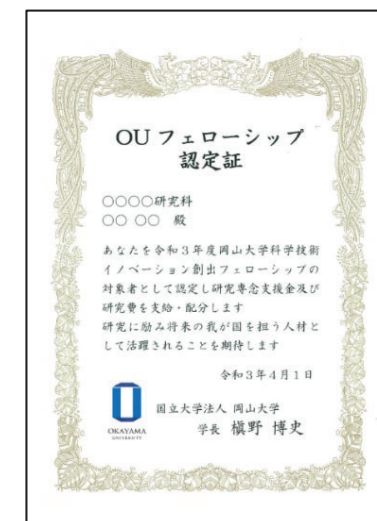 OU フェローシップ
認定証
○○○○研究科
○○ ○○ 殿
あなたを令和3年度岡山大学科学技術
イノベーション創出フェローシップの
対象者として認定し研究専念支援金及び
研究費を支給・配分します
研究に励み将来の我が国を担う人材と
して活躍されることを期待します
令和3年4月1日
国立大学法人 岡山大学
学長 槇野 博史
OKAYAMA
UNIVERSITY